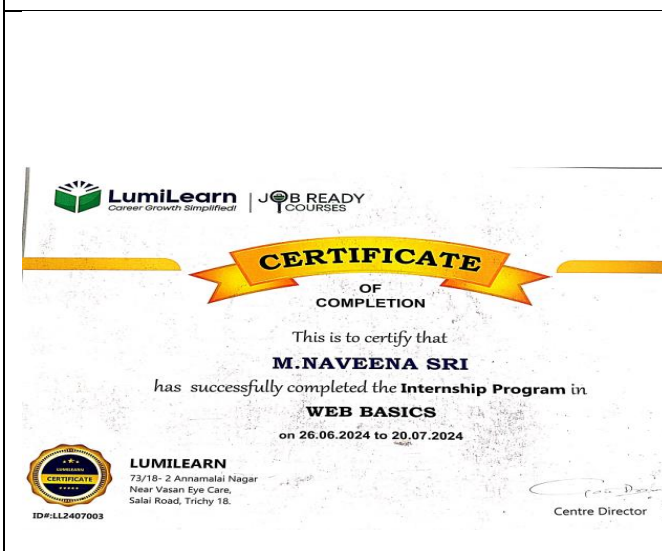 LumiLearn | JOB READY
Career Growth Simplified! COURSES
CERTIFICATE
OF
COMPLETION
This is to certify that
M.NAVEENA SRI
has successfully completed the Internship Program in
WEB BASICS
on 26.06.2024 to 20.07.2024
LUMILEARN
CERTIFICATE
LUMILEARN
73/18- 2 Annamalai Nagar
Near Vasan Eye Care,
Salai Road, Trichy 18.
ID#:LL2407003
Centre Director